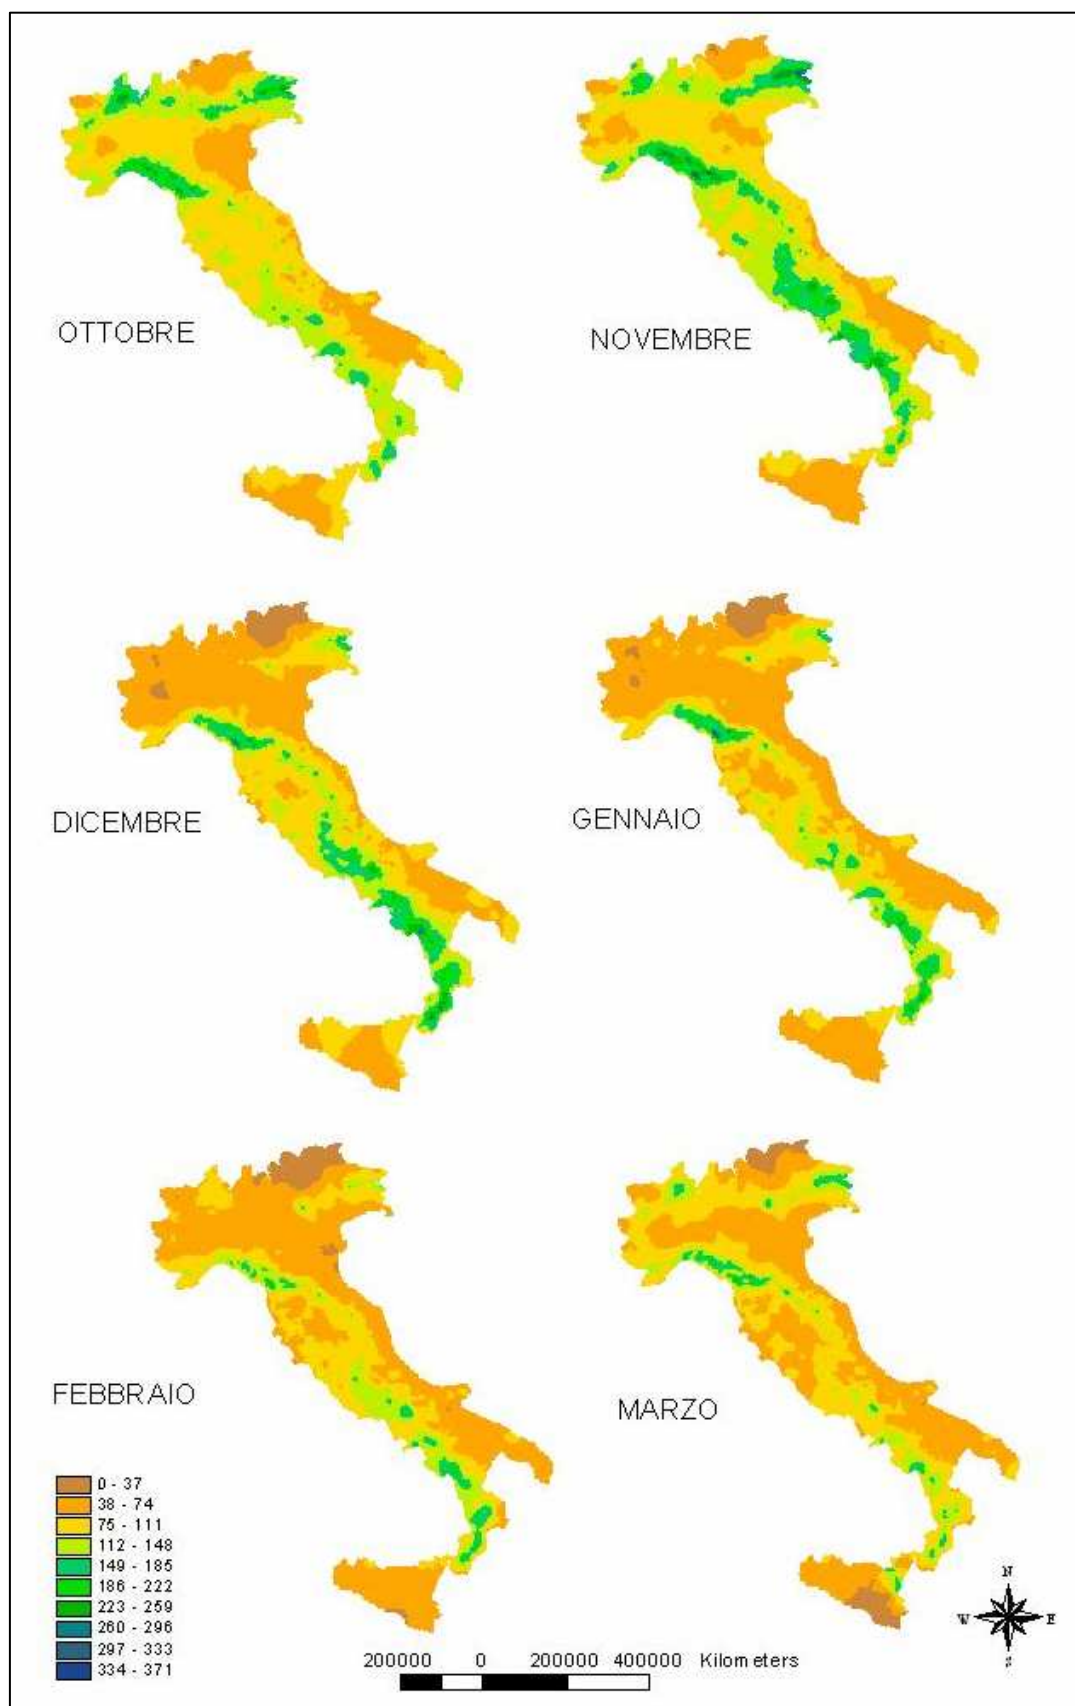 OTTOBRE
NOVEMBRE
DICEMBRE
GENNAIO
FEBBRAIO
MARZO
0 - 37
38 - 74
75 - 111
112 - 148
149 - 185
186 - 222
223 - 259
260 - 296
297 - 333
334 - 371
N
W E
S
200000 0 200000 400000 Kilometers